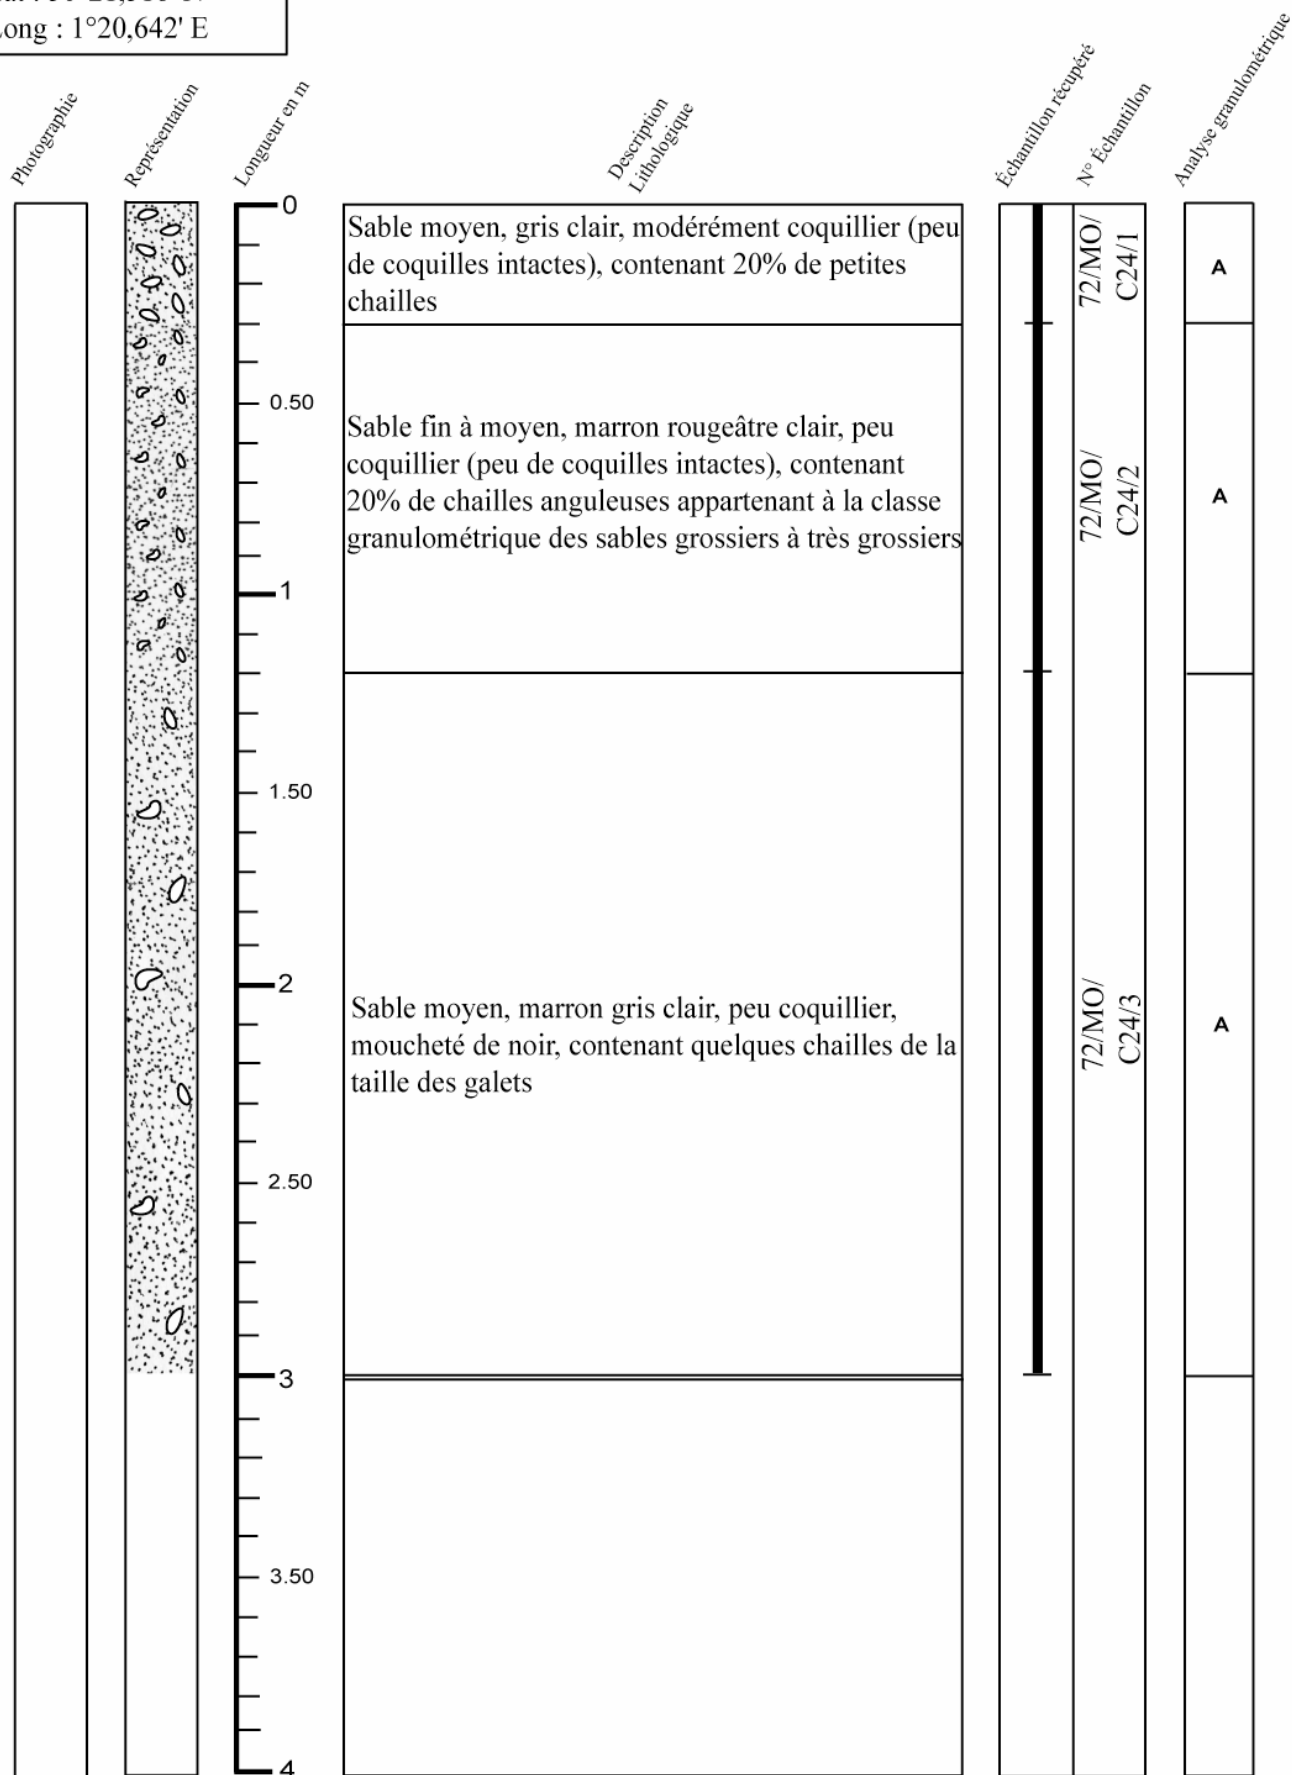 Long : 1°20,642' E
Photographie
Représentation
Longueur en m
Description
Lithologique
Échantillon récupéré
N° Échantillon
Analyse granulométrique
0
Sable moyen, gris clair, modérément coquillier (peu
de coquilles intactes), contenant 20% de petites
chailles
72/MO/
C24/1
A
0.50
Sable fin à moyen, marron rougeâtre clair, peu
coquillier (peu de coquilles intactes), contenant
20% de chailles anguleuses appartenant à la classe
granulométrique des sables grossiers à très grossiers
72/MO/
C24/2
A
1
1.50
2
Sable moyen, marron gris clair, peu coquillier,
moucheté de noir, contenant quelques chailles de la
taille des galets
72/MO/
C24/3
A
2.50
3
3.50
4